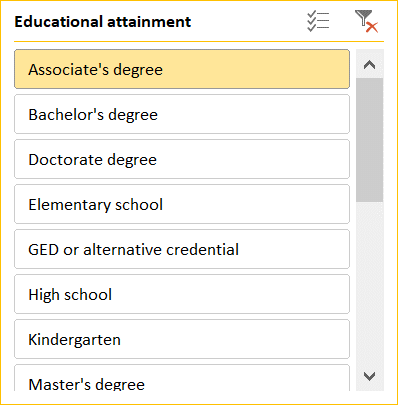 Educational attainment
Associate's degree
Bachelor's degree
Doctorate degree
Elementary school
GED or alternative credential
High school
Kindergarten
Master's degree